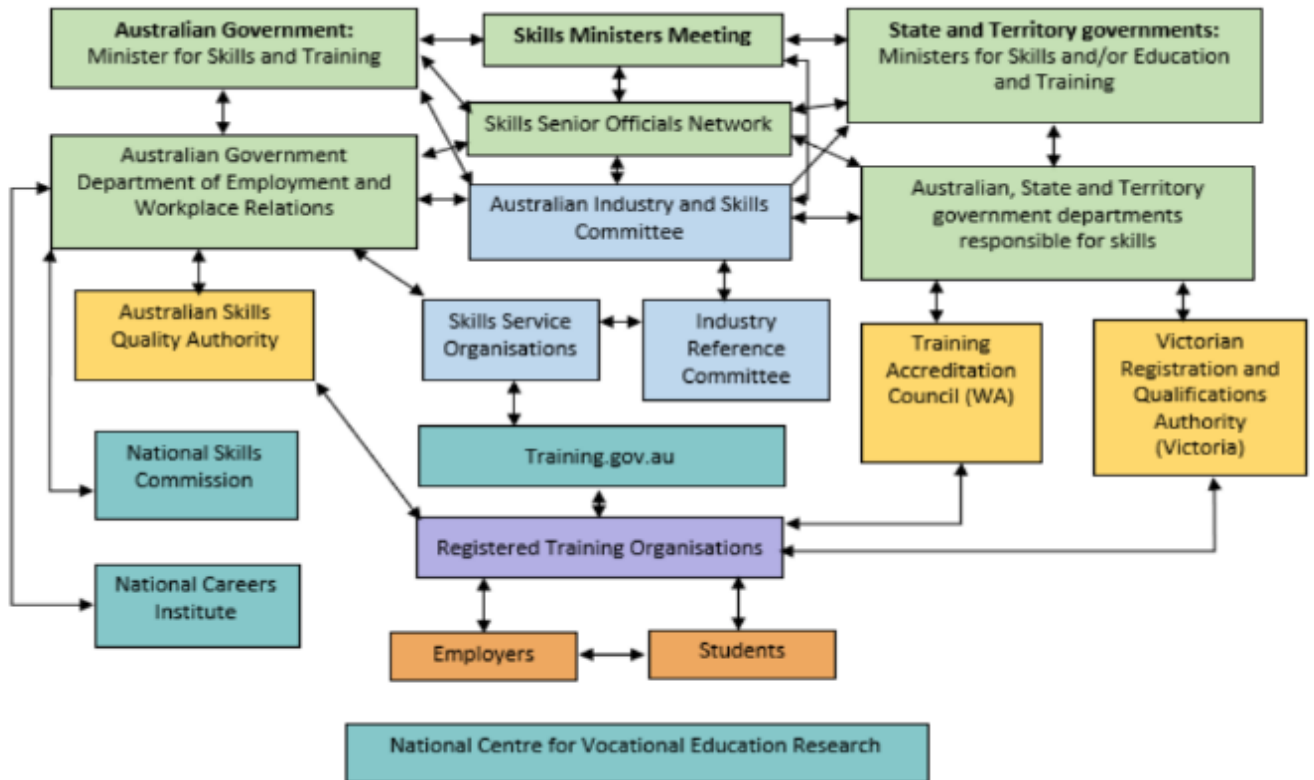 Australian Government:
Minister for Skills and Training
Skills Ministers Meeting
State and Territory governments:
Ministers for Skills and/or Education
and Training
Skills Senior Officials Network
Australian Government
Department of Employment and
Workplace Relations
Australian Industry and Skills
Committee
Australian, State and Territory
government departments
responsible for skills
Australian Skills
Quality Authority
Skills Service
Organisations
Industry
Reference
Committee
Training
Accreditation
Council (WA)
Victorian
Registration and
Qualifications
Authority
(Victoria)
National Skills
Commission
Training.gov.au
Registered Training Organisations
National Careers
Institute
Employers
Students
National Centre for Vocational Education Research